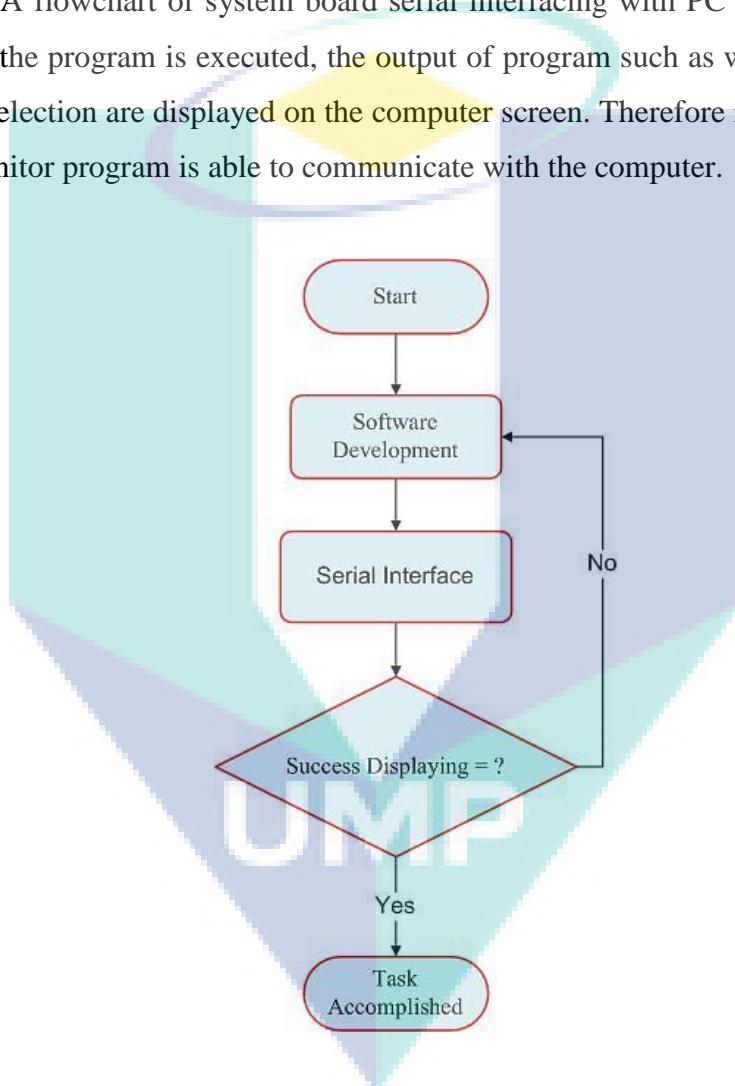 A flowchart of system board serial interfacing with PC
the program is executed, the output of program such as
election are displayed on the computer screen. Therefore
nitor program is able to communicate with the computer.
Start
Software
Development
Serial Interface
No
Success Displaying = ?
UMP
Yes
Task
Accomplished